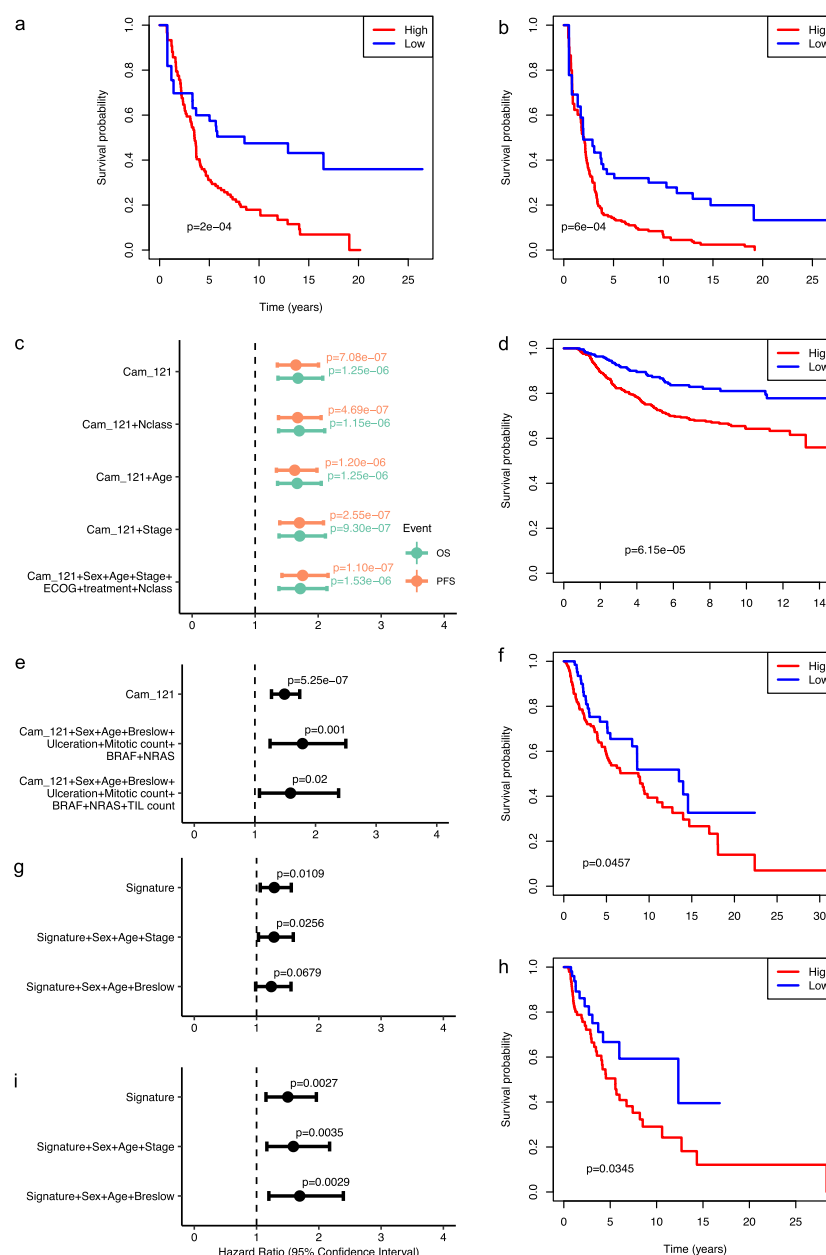 a
High
Low
Survival probability
1.0
0.8
0.6
0.4
0.2
0.0
p=2e−04
0 5 10 15 20 25
Time (years)
b
Hig
Low
Survival probability
1.0
0.8
0.6
0.4
0.2
0.0
p=6e−04
0 5 10 15 20 25
c
Cam_121
p=7.08e−07
p=1.25e−06
Cam_121+Nclass
p=4.69e−07
p=1.15e−06
Cam_121+Age
p=1.20e−06
p=1.25e−06
Cam_121+Stage
p=2.55e−07
p=9.30e−07
Cam_121+Sex+Age+Stage+
ECOG+treatment+Nclass
p=1.10e−07
p=1.53e−06
Event
OS
PFS
0 1 2 3 4
d
Hig
Low
Survival probability
1.0
0.8
0.6
0.4
0.2
0.0
p=6.15e−05
0 2 4 6 8 10 12 14
e
Cam_121
p=5.25e−07
Cam_121+Sex+Age+Breslow+
Ulceration+Mitotic count+
BRAF+NRAS
p=0.001
Cam_121+Sex+Age+Breslow+
Ulceration+Mitotic count+
BRAF+NRAS+TIL count
p=0.02
0 1 2 3 4
f
Hig
Low
Survival probability
1.0
0.8
0.6
0.4
0.2
0.0
p=0.0457
0 5 10 15 20 25 30
g
Signature
p=0.0109
Signature+Sex+Age+Stage
p=0.0256
Signature+Sex+Age+Breslow
p=0.0679
0 1 2 3 4
h
Hig
Low
Survival probability
1.0
0.8
0.6
0.4
0.2
0.0
p=0.0345
0 5 10 15 20 25
Time (years)
i
Signature
p=0.0027
Signature+Sex+Age+Stage
p=0.0035
Signature+Sex+Age+Breslow
p=0.0029
0 1 2 3 4
Hazard Ratio (95% Confidence Interval)